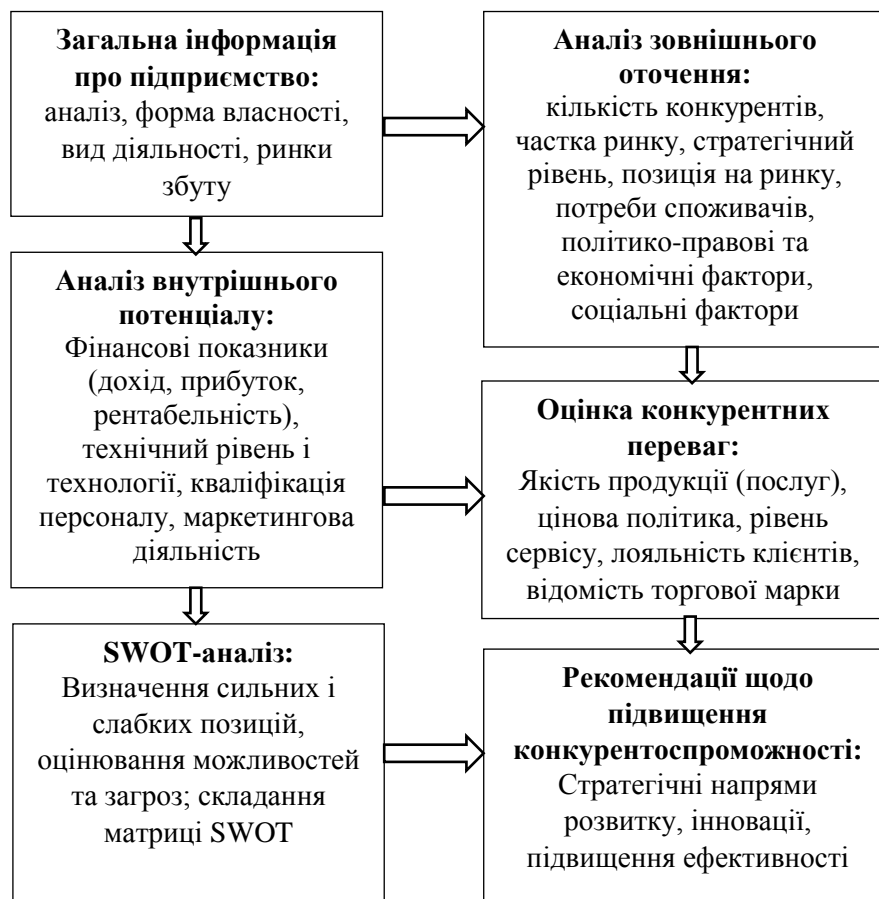 Загальна інформація
про підприємство:
аналіз, форма власності,
вид діяльності, ринки
збуту
Аналіз зовнішнього
оточення:
кількість конкурентів,
частка ринку, стратегічний
рівень, позиція на ринку,
потреби споживачів,
політико-правові та
економічні фактори,
соціальні фактори
Аналіз внутрішнього
потенціалу:
Фінансові показники
(дохід, прибуток,
рентабельність),
технічний рівень і
технології, кваліфікація
персоналу, маркетингова
діяльність
Оцінка конкурентних
переваг:
Якість продукції (послуг),
цінова політика, рівень
сервісу, лояльність клієнтів,
відомість торгової марки
SWOT-аналіз:
Визначення сильних і
слабких позицій,
оцінювання можливостей
та загроз; складання
матриці SWOT
Рекомендації щодо
підвищення
конкурентоспроможності:
Стратегічні напрями
розвитку, інновації,
підвищення ефективності